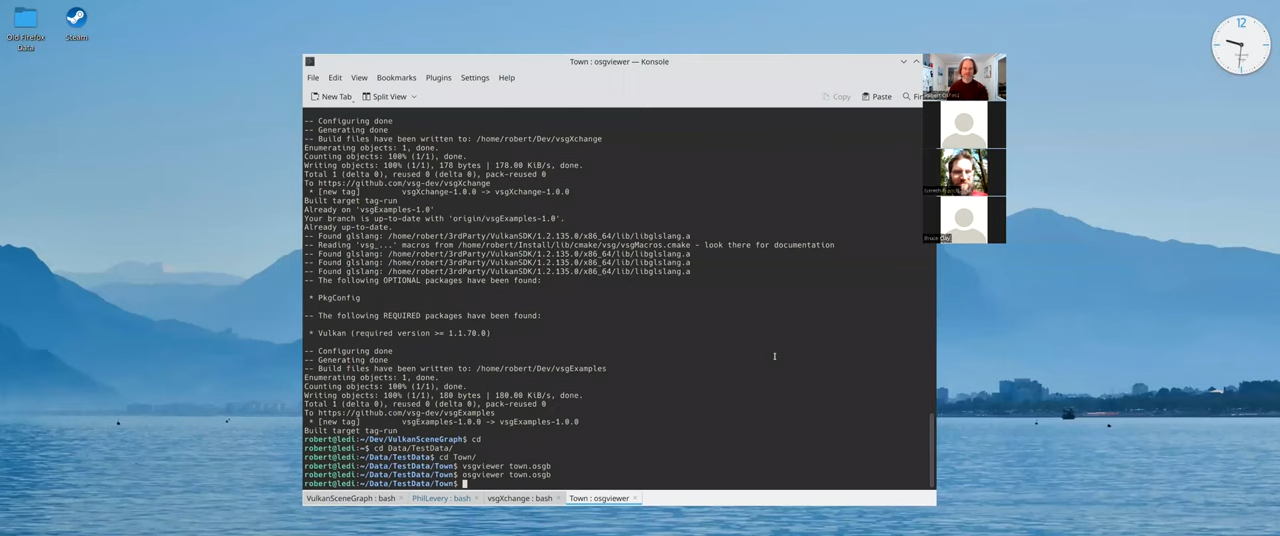 Old Firefox
Data
Steam
12
Town : osgviewer — Konsole
File Edit View Bookmarks Plugins Settings Help
New Tab Split View Copy Paste
-- Configuring done
-- Generating done
-- Build files have been written to: /home/robert/Dev/vsgXchange
Enumerating objects: 1, done.
Counting objects: 100% (1/1), done.
Writing objects: 100% (1/1), 178 bytes | 178.00 KiB/s, done.
Total 1 (delta 0), reused 0 (delta 0), pack-reused 0
To https://github.com/vsg-dev/vsgXchange
* [new tag] vsgXchange-1.0.0 -> vsgXchange-1.0.0
Built target tag-run
Already on 'vsgExamples-1.0'
Your branch is up-to-date with 'origin/vsgExamples-1.0'.
Already up-to-date.
-- Found glslang: /home/robert/3rdParty/VulkanSDK/1.2.135.0/x86_64/lib/libglslang.a
-- Reading 'vsg_...' macros from /home/robert/Install/lib/cmake/vsg/vsgMacros.cmake - look there for documentation
-- Found glslang: /home/robert/3rdParty/VulkanSDK/1.2.135.0/x86_64/lib/libglslang.a
-- Found glslang: /home/robert/3rdParty/VulkanSDK/1.2.135.0/x86_64/lib/libglslang.a
-- Found glslang: /home/robert/3rdParty/VulkanSDK/1.2.135.0/x86_64/lib/libglslang.a
-- The following OPTIONAL packages have been found:
* PkgConfig
-- The following REQUIRED packages have been found:
* Vulkan (required version >= 1.1.70.0)
-- Configuring done
-- Generating done
-- Build files have been written to: /home/robert/Dev/vsgExamples
Enumerating objects: 1, done.
Counting objects: 100% (1/1), done.
Writing objects: 100% (1/1), 180 bytes | 180.00 KiB/s, done.
Total 1 (delta 0), reused 0 (delta 0), pack-reused 0
To https://github.com/vsg-dev/vsgExamples
* [new tag] vsgExamples-1.0.0 -> vsgExamples-1.0.0
Built target tag-run
robert@ledi:~/Dev/VulkanSceneGraph$ cd
robert@ledi:~$ cd Data/TestData/
robert@ledi:~/Data/TestData$ cd Town/
robert@ledi:~/Data/TestData/Town$ vsgviewer town.osgb
robert@ledi:~/Data/TestData/Town$ osgviewer town.osgb
robert@ledi:~/Data/TestData/Town$
VulkanSceneGraph : bash PhilLevery : bash vsgXchange : bash Town : osgviewer
Bruce Clay